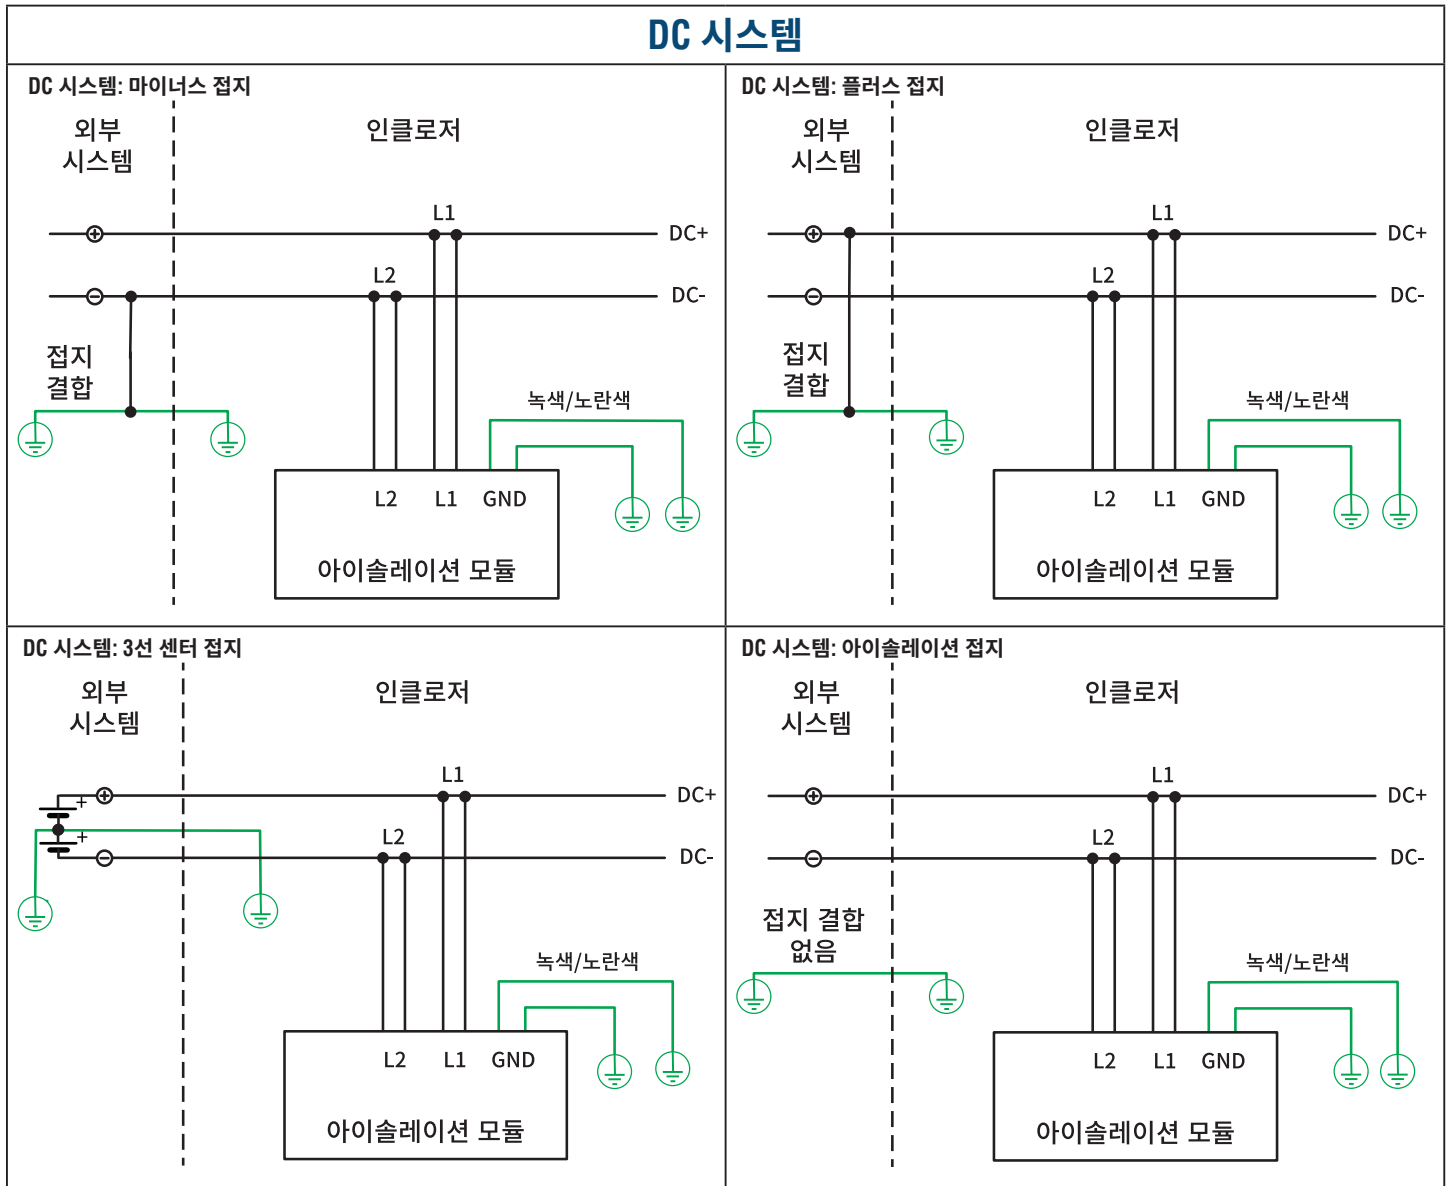 DC 시스템
DC 시스템: 마이너스 접지
외부
시스템
인클로저
L1
DC+
L2
DC-
접지
결합
녹색/노란색
L2 L1 GND
아이솔레이션 모듈
DC 시스템: 플러스 접지
외부
시스템
인클로저
L1
DC+
L2
DC-
접지
결합
녹색/노란색
L2 L1 GND
아이솔레이션 모듈
DC 시스템: 3선 센터 접지
외부
시스템
인클로저
L1
+
DC+
L2
+
DC-
녹색/노란색
L2 L1 GND
아이솔레이션 모듈
DC 시스템: 아이솔레이션 접지
외부
시스템
인클로저
L1
DC+
L2
DC-
접지 결합
없음
녹색/노란색
L2 L1 GND
아이솔레이션 모듈